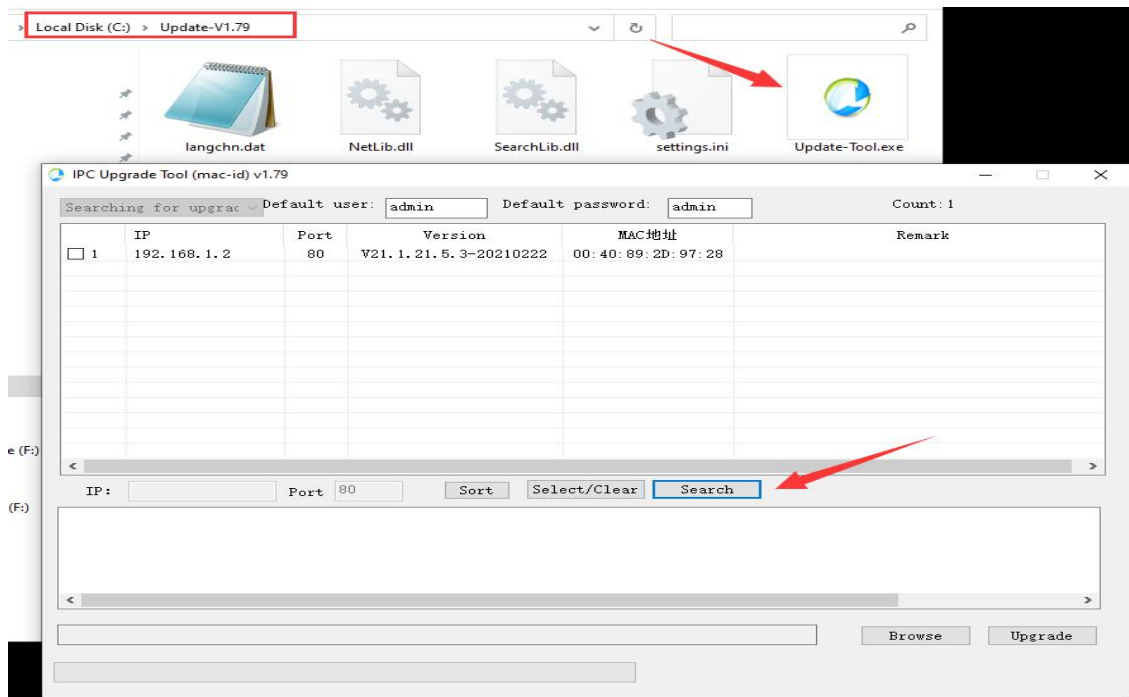 > Local Disk (C:) > Update-V1.79
langchn.dat
NetLib.dll
SearchLib.dll
settings.ini
Update-Tool.exe
IPC Upgrade Tool (mac-id) v1.79
Searching for upgrac Default user: admin Default password: admin Count:1
IP Port Version MAC地址 Remark
1 192.168.1.2 80 V21.1.21.5.3-20210222 00:40:89:2D:97:28
e (F:)
IP: Port 80 Sort Select/Clear Search
(F:)
Browse Upgrade